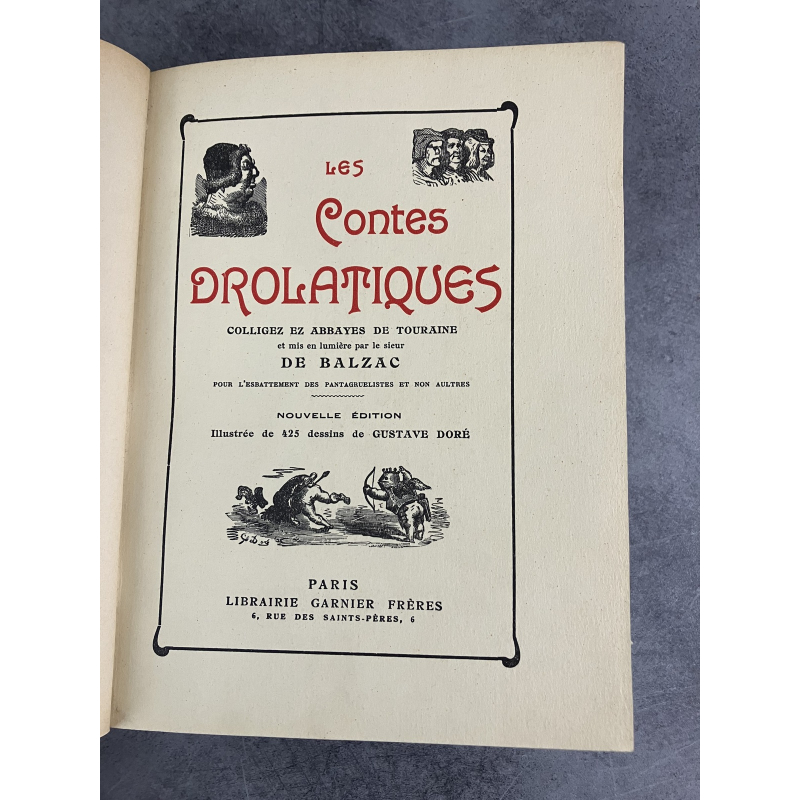 LES
Contes
DROLATIQUES
COLLIGEZ EZ ABBAYES DE TOURAINE
et mis en lumière par le sieur
DE BALZAC
POUR L'ESBATTEMENT DES PANTAGRUELISTES ET NON AULTRES
NOUVELLE ÉDITION
Illustrée de 425 dessins de GUSTAVE DORÉ
PARIS
LIBRAIRIE GARNIER FRÈRES
6, RUE DES SAINTS-PÈRES, 6